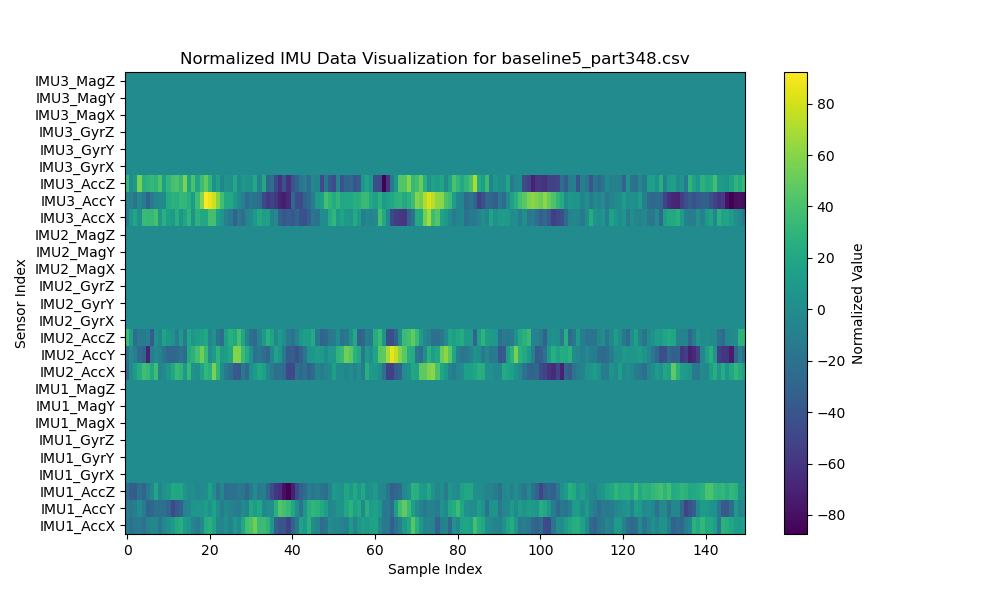 Normalized IMU Data Visualization for baseline5_part348.csv
IMU3_MagZ
IMU3_MagY
IMU3_MagX
IMU3_GyrZ
IMU3_GyrY
IMU3_GyrX
IMU3_AccZ
IMU3_AccY
IMU3_AccX
IMU2_MagZ
IMU2_MagY
IMU2_MagX
IMU2_GyrZ
IMU2_GyrY
IMU2_GyrX
IMU2_AccZ
IMU2_AccY
IMU2_AccX
IMU1_MagZ
IMU1_MagY
IMU1_MagX
IMU1_GyrZ
IMU1_GyrY
IMU1_GyrX
IMU1_AccZ
IMU1_AccY
IMU1_AccX
Sensor Index
0 20 40 60 80 100 120 140
Sample Index
80
60
40
20
0
−20
−40
−60
−80
Normalized Value